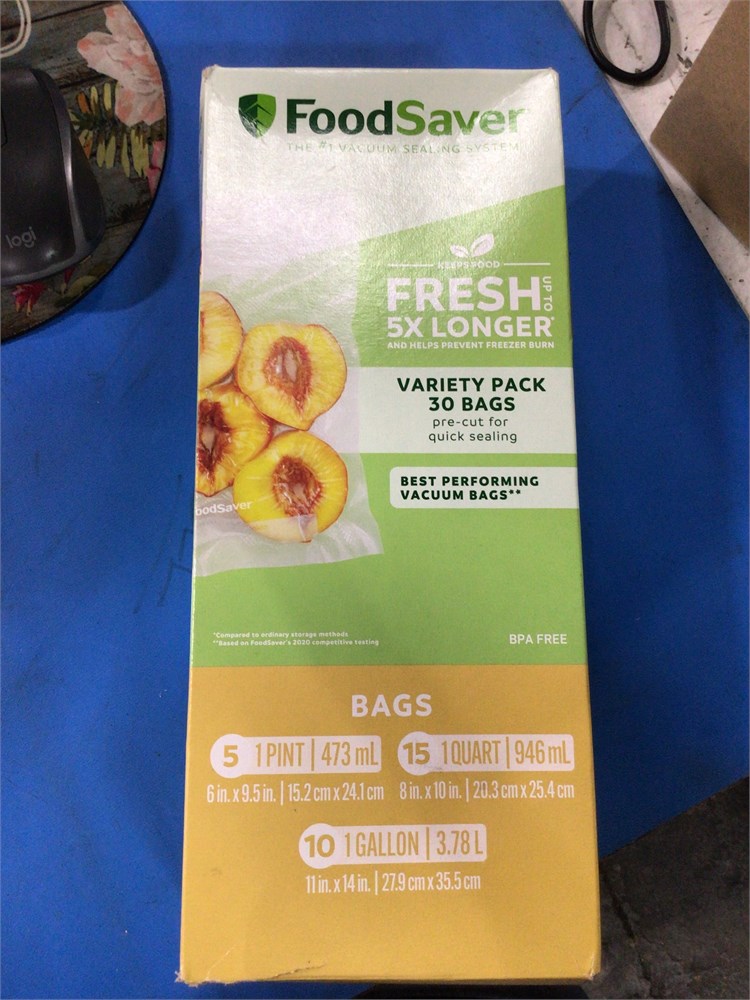 logi
FoodSaver
THE #1 VACUUM SEALING SYSTEM
KEEPS FOOD
FRESH UP TO
5X LONGER*
AND HELPS PREVENT FREEZER BURN
VARIETY PACK
30 BAGS
pre-cut for
quick sealing
BEST PERFORMING
VACUUM BAGS**
oodSaver
*Compared to ordinary storage methods
**Based on FoodSaver's 2020 competitive testing
BPA FREE
BAGS
5 1 PINT | 473 mL
6 in. x 9.5 in. | 15.2 cm x 24.1 cm
15 1 QUART | 946 mL
8 in. x 10 in. | 20.3 cm x 25.4 cm
10 1 GALLON | 3.78 L
11 in. x 14 in. | 27.9 cm x 35.5 cm